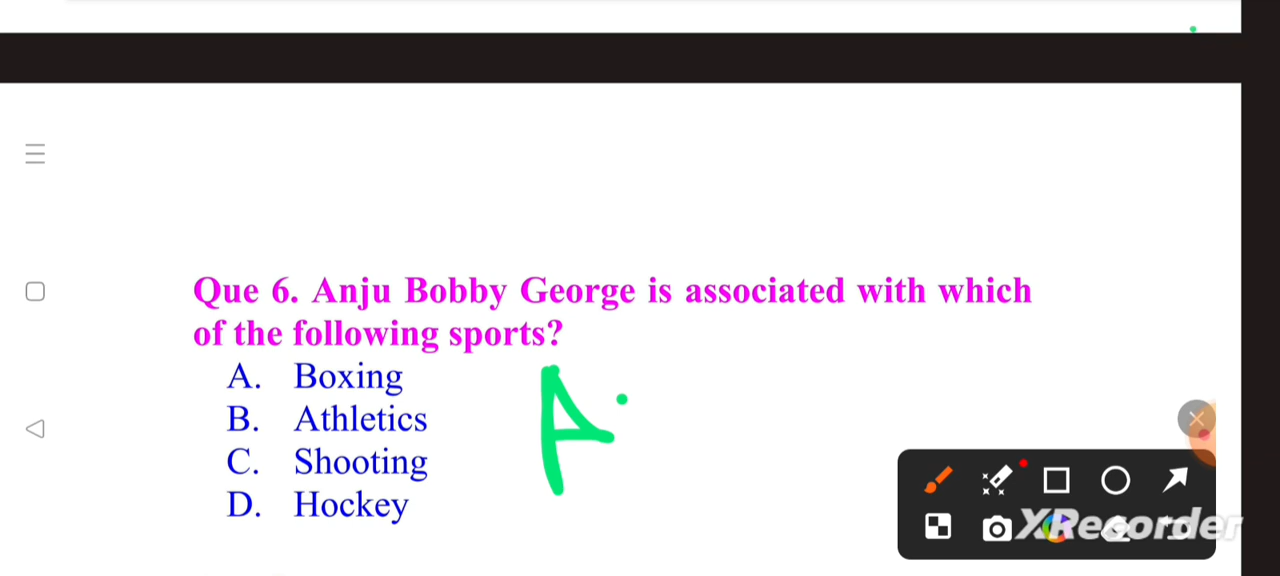 Que 6. Anju Bobby George is associated with which
of the following sports?
A. Boxing
B. Athletics
C. Shooting
D. Hockey
XRecorder